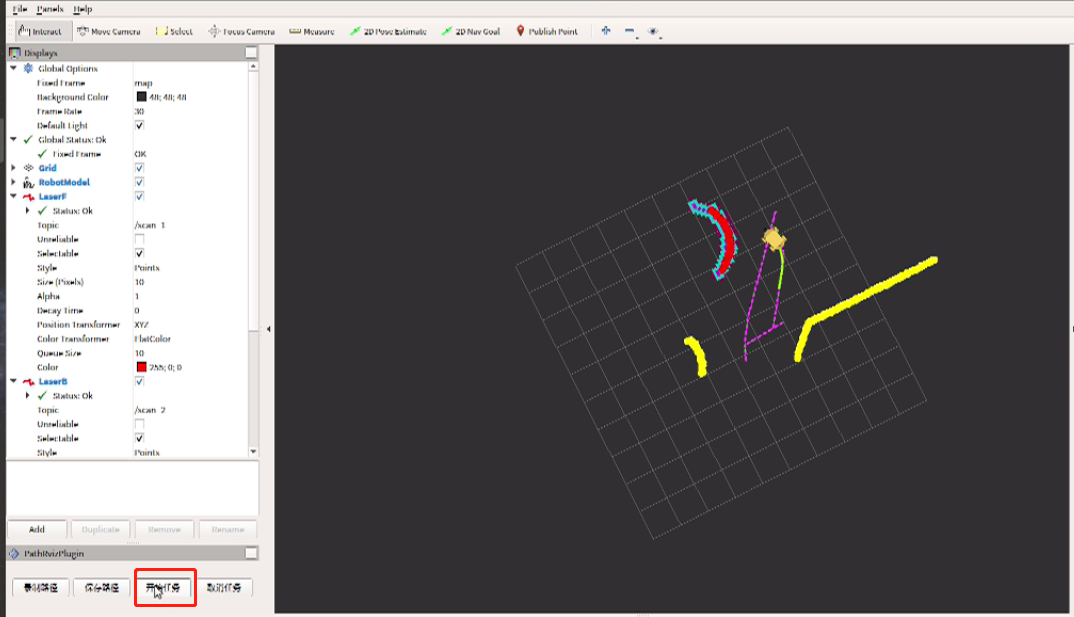 File Panels Help
Interact Move Camera Select Focus Camera Measure 2D Pose Estimate 2D Nav Goal Publish Point
Displays
Global Options
Fixed Frame map
Background Color 48; 48; 48
Frame Rate 30
Default Light
Global Status: Ok
Fixed Frame OK
Grid
RobotModel
LaserF
Status: Ok
Topic /scan_1
Unreliable
Selectable
Style Points
Size (Pixels) 10
Alpha 1
Decay Time 0
Position Transformer XYZ
Color Transformer FlatColor
Queue Size 10
Color 255; 0; 0
LaserB
Status: Ok
Topic /scan_2
Unreliable
Selectable
Style Points
Add Duplicate Remove Rename
PathRvizPlugin
录制路径 保存路径 开始任务 取消任务